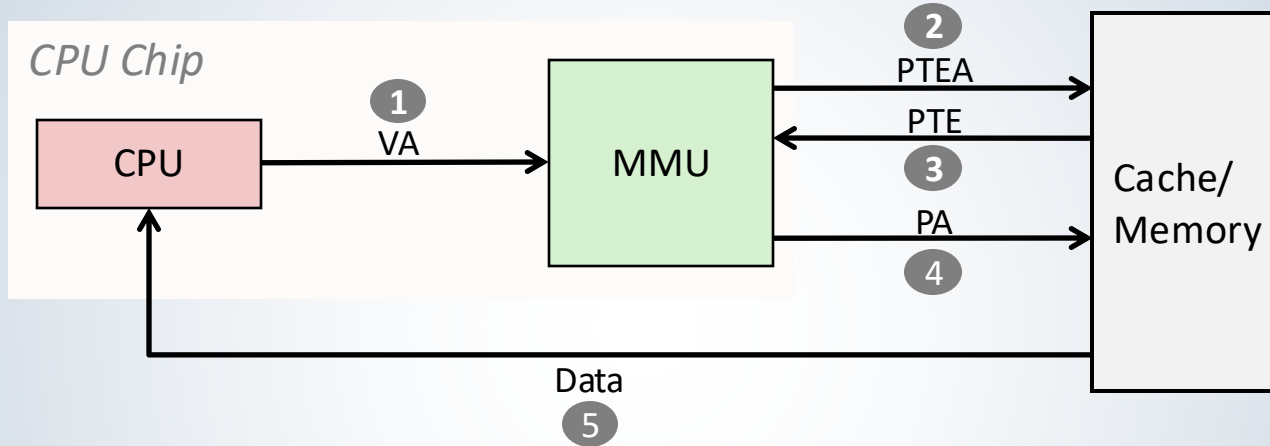 CPU Chip
CPU
1
VA
MMU
2
PTEA
PTE
3
PA
4
Cache/
Memory
Data
5